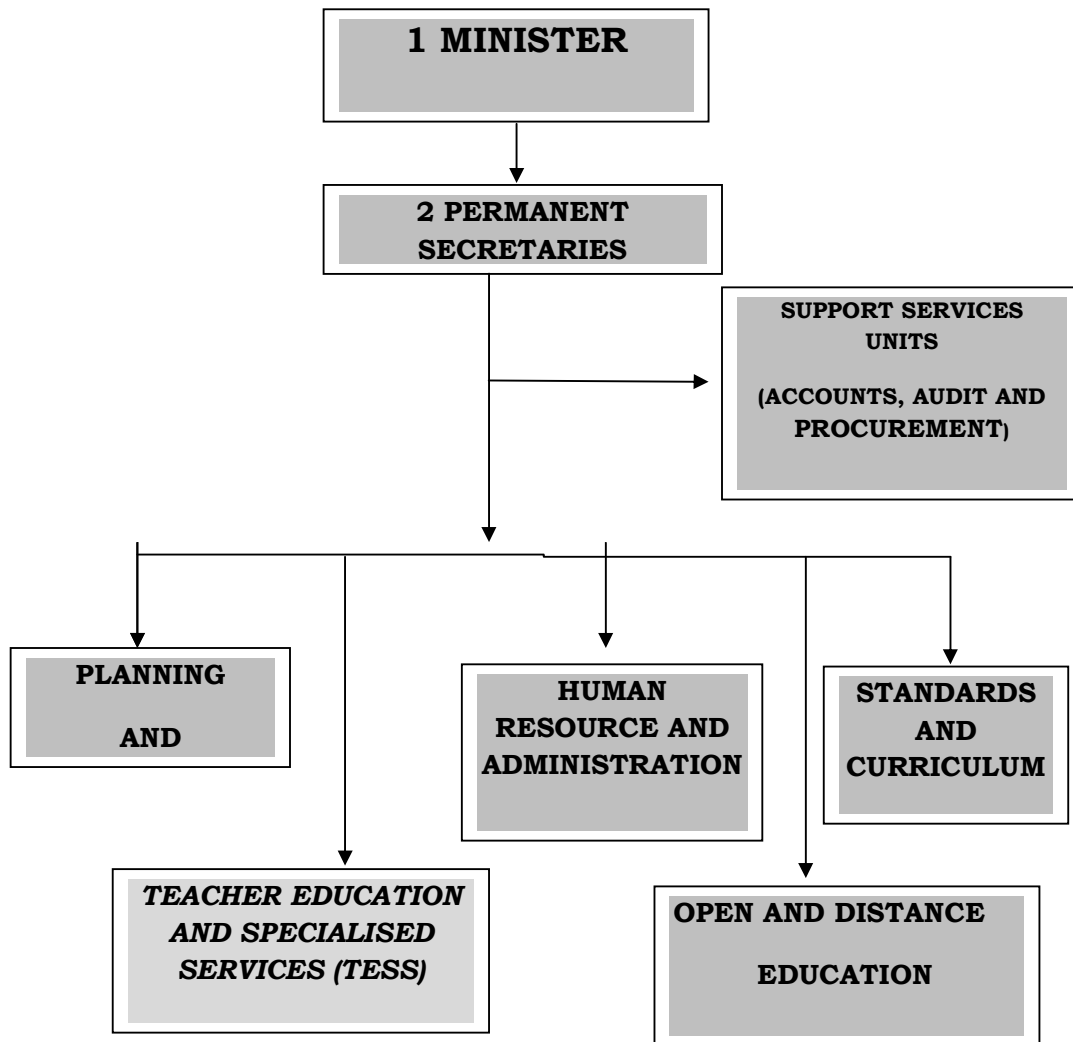 1 MINISTER
2 PERMANENT
SECRETARIES
SUPPORT SERVICES
UNITS
(ACCOUNTS, AUDIT AND
PROCUREMENT)
PLANNING
AND
HUMAN
RESOURCE AND
ADMINISTRATION
STANDARDS
AND
CURRICULUM
TEACHER EDUCATION
AND SPECIALISED
SERVICES (TESS)
OPEN AND DISTANCE
EDUCATION